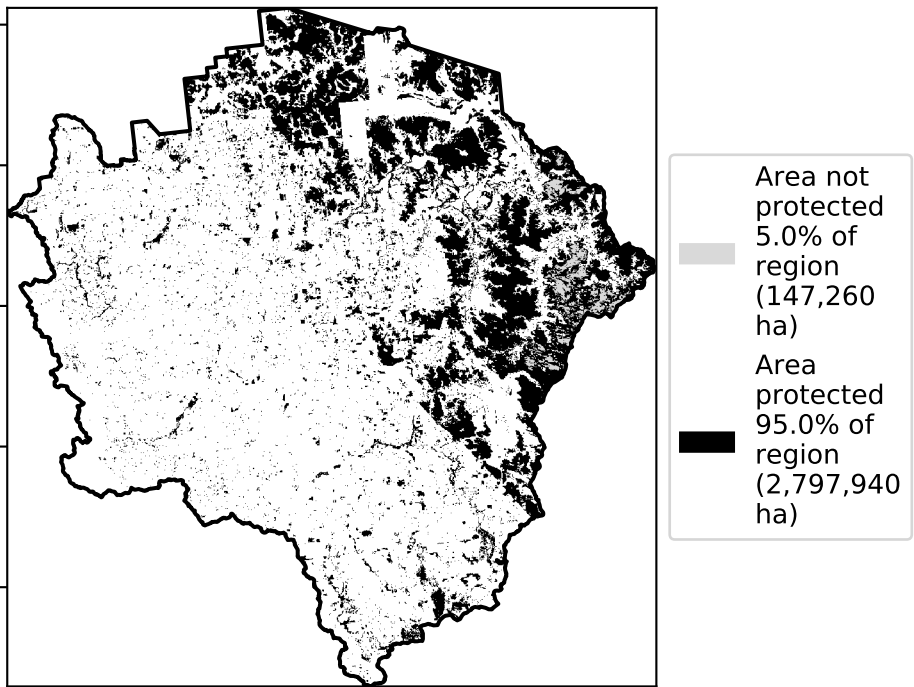 Area not
protected
5.0% of
region
(147,260
ha)
Area
protected
95.0% of
region
(2,797,940
ha)